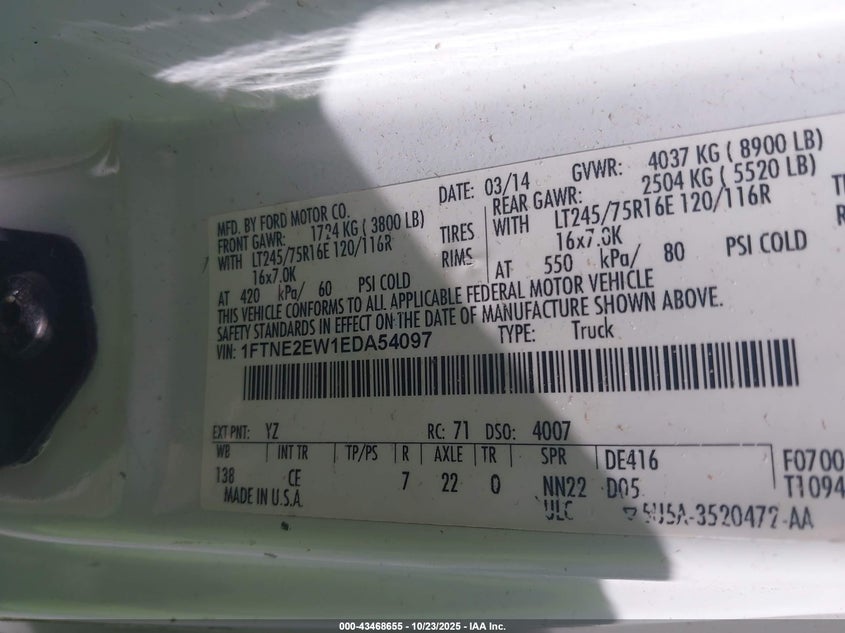 MFD. BY FORD MOTOR CO.
DATE: 03/14 GVWR: 4037 KG ( 8900 LB)
FRONT GAWR: 1724 KG ( 3800 LB) REAR GAWR: 2504 KG ( 5520 LB)
WITH LT245/75R16E 120/116R TIRES WITH LT245/75R16E 120/116R
16x7.0K RIMS 16x7.0K
AT 420 kPa/ 60 PSI COLD AT 550 kPa/ 80 PSI COLD
THIS VEHICLE CONFORMS TO ALL APPLICABLE FEDERAL MOTOR VEHICLE
SAFETY STANDARDS IN EFFECT ON THE DATE OF MANUFACTURE SHOWN ABOVE.
VIN: 1FTNE2EW1EDA54097 TYPE: Truck
EXT PNT: YZ RC: 71 DSO: 4007
WB INT TR TP/PS R AXLE TR SPR DE416 F0700
138 CE 7 22 0 NN22 D05 T1094
MADE IN U.S.A. ULC 5U5A-3520472-AA
000-43468655 - 10/23/2025 - IAA Inc.